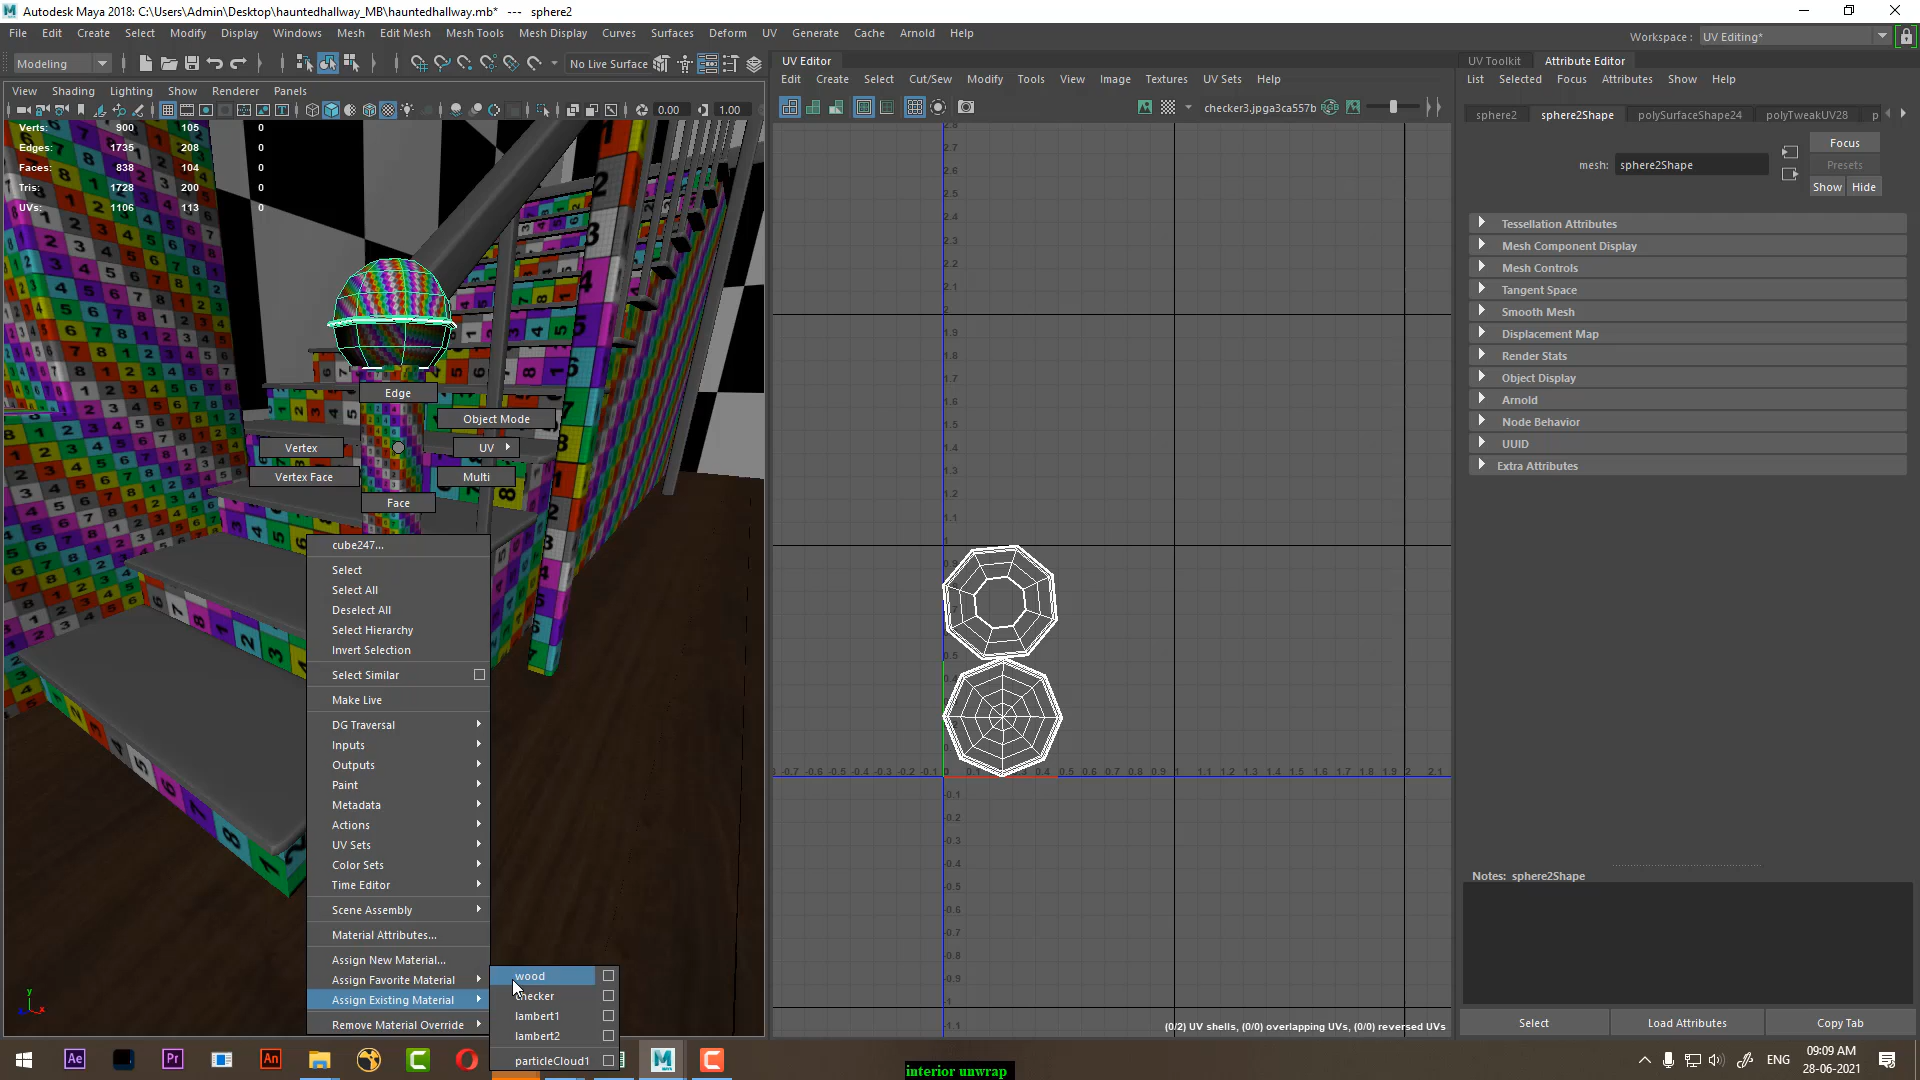 Autodesk Maya 2018: C:\Users\Admin\Desktop\hauntedhallway_MB\hauntedhallway.mb* --- sphere2
File Edit Create Select Modify Display Windows Mesh Edit Mesh Mesh Tools Mesh Display Curves Surfaces Deform UV Generate Cache Arnold Help
Workspace : UV Editing*
Modeling
No Live Surface
View Shading Lighting Show Renderer Panels
0.00 1.00
Verts: 900 105 0
Edges: 1735 208 0
Faces: 838 104 0
Tris: 1728 200 0
UVs: 1106 113 0
Edge
Object Mode
Vertex
UV
Vertex Face
Multi
Face
cube247...
Select
Select All
Deselect All
Select Hierarchy
Invert Selection
Select Similar
Make Live
DG Traversal
Inputs
Outputs
Paint
Metadata
Actions
UV Sets
Color Sets
Time Editor
Scene Assembly
Material Attributes...
Assign New Material...
Assign Favorite Material
Assign Existing Material
Remove Material Override
wood
lambert1
lambert2
particleCloud1
UV Editor
Edit Create Select Cut/Sew Modify Tools View Image Textures UV Sets Help
checker3.jpga3ca557b
(0/2) UV shells, (0/0) overlapping UVs, (0/0) reversed UVs
UV Toolkit Attribute Editor
List Selected Focus Attributes Show Help
sphere2 sphere2Shape polySurfaceShape24 polyTweakUV28
mesh: sphere2Shape
Focus
Presets
Show Hide
Tessellation Attributes
Mesh Component Display
Mesh Controls
Tangent Space
Smooth Mesh
Displacement Map
Render Stats
Object Display
Arnold
Node Behavior
UUID
Extra Attributes
Notes: sphere2Shape
Select Load Attributes Copy Tab
interior unwrap
ENG
09:09 AM
28-06-2021